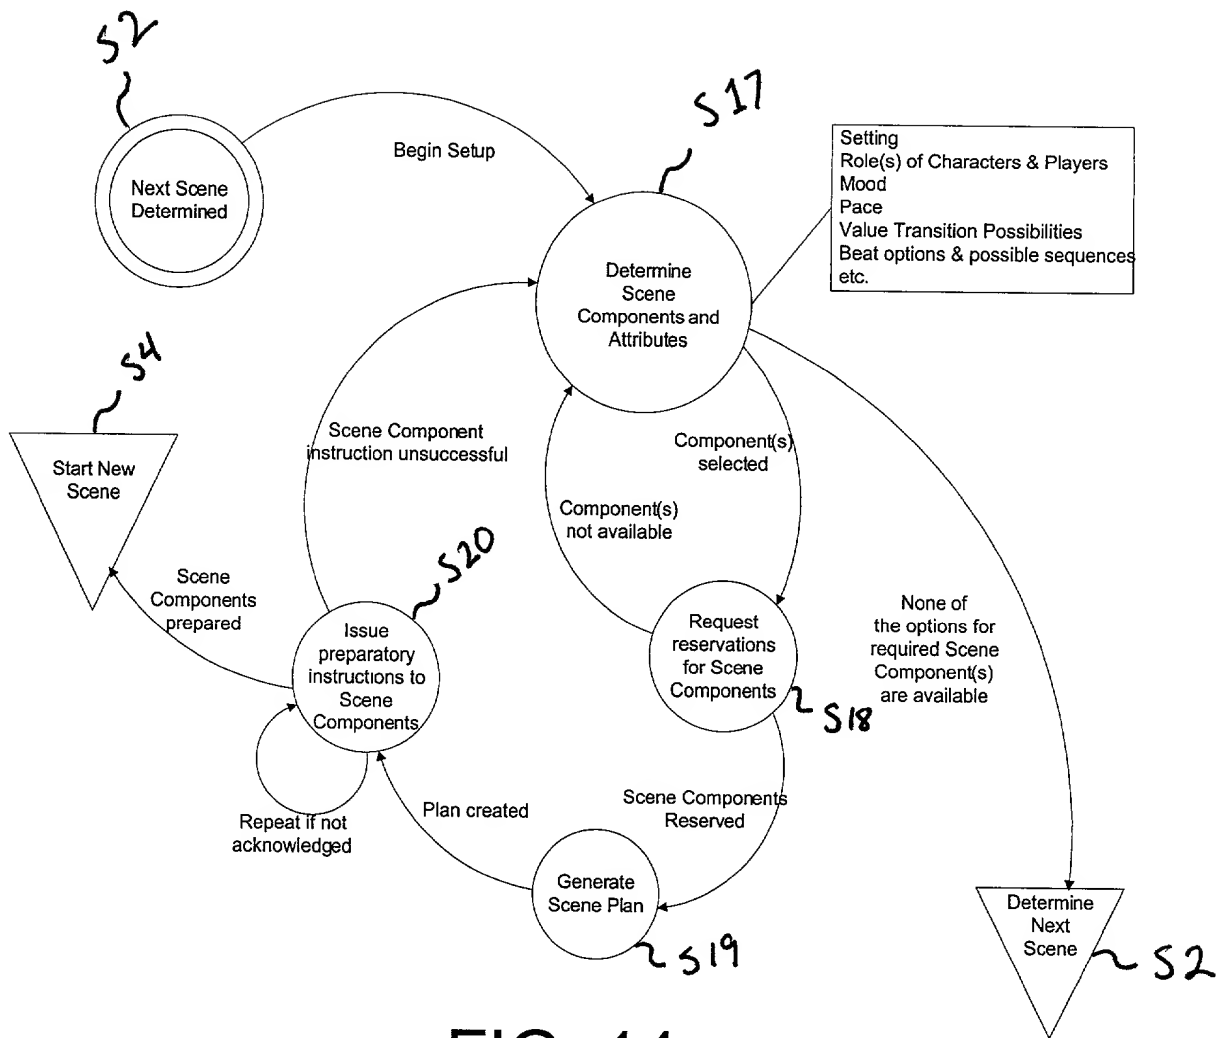 S2
S17
Begin Setup
Next Scene
Determined
Setting
Role(s) of Characters & Players
Mood
Pace
Value Transition Possibilities
Beat options & possible sequences
etc.
Determine
Scene
Components and
Attributes
S4
Start New
Scene
Scene Component
instruction unsuccessful
Component(s)
selected
Component(s)
not available
S20
Scene
Components
prepared
Issue
preparatory
instructions to
Scene
Components
Request
reservations
for Scene
Components
S18
None of
the options for
required Scene
Component(s)
are available
Repeat if not
acknowledged
Plan created
Scene Components
Reserved
Generate
Scene Plan
S19
Determine
Next
Scene
S2